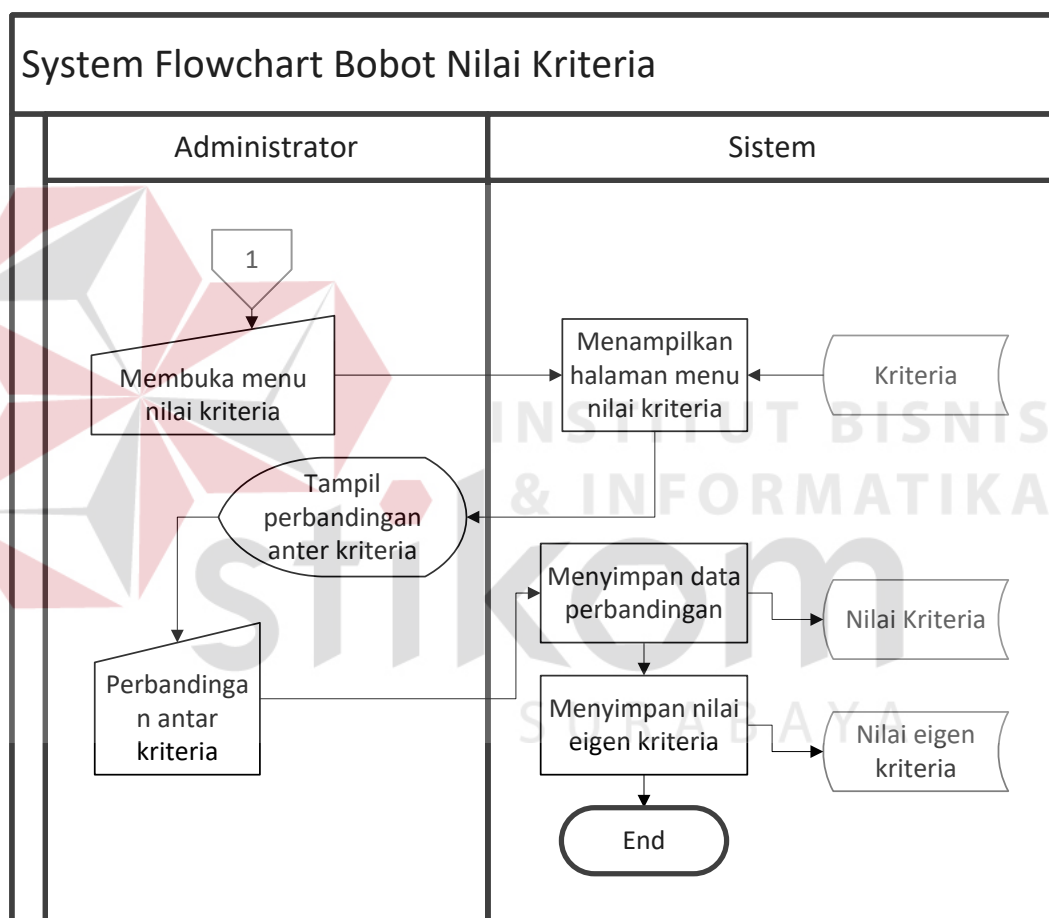 System Flowchart Bobot Nilai Kriteria
Administrator
Sistem
1
Membuka menu
nilai kriteria
Menampilkan
halaman menu
nilai kriteria
Kriteria
INSTITUT BISNIS
& INFORMATIKA
stikom
SURABAYA
Tampil
perbandingan
anter kriteria
Menyimpan data
perbandingan
Nilai Kriteria
Perbandinga
n antar
kriteria
Menyimpan nilai
eigen kriteria
Nilai eigen
kriteria
End